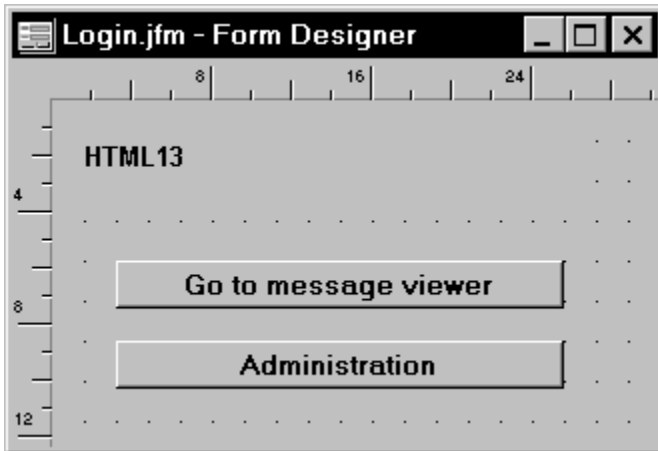 Login.jfm - Form Designer
8 16 24
HTML13
4
Go to message viewer
8
Administration
12